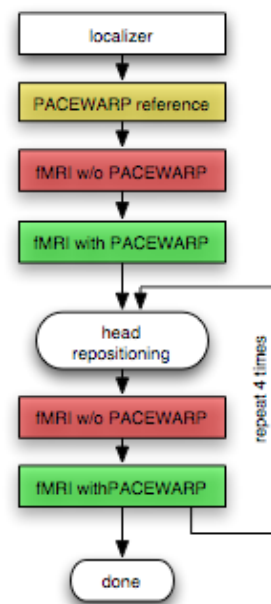 localizer
PACEWARP reference
fMRI w/o PACEWARP
fMRI with PACEWARP
head
repositioning
repeat 4 times
fMRI w/o PACEWARP
fMRI withPACEWARP
done